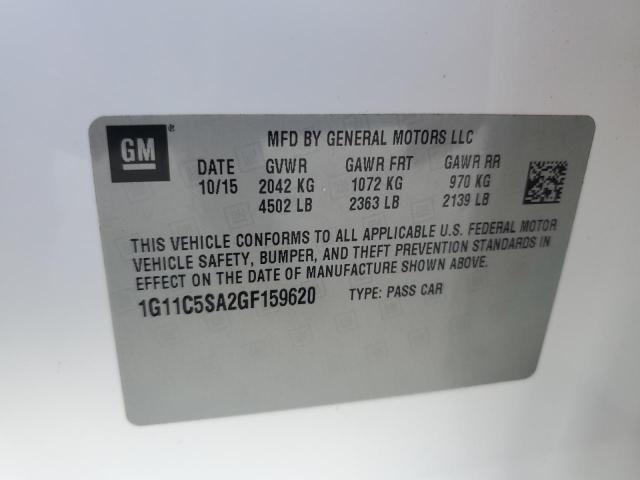 GM® MFD BY GENERAL MOTORS LLC
DATE GVWR GAWR FRT GAWR RR
10/15 2042 KG 1072 KG 970 KG
4502 LB 2363 LB 2139 LB
THIS VEHICLE CONFORMS TO ALL APPLICABLE U.S. FEDERAL MOTOR
VEHICLE SAFETY, BUMPER, AND THEFT PREVENTION STANDARDS IN
EFFECT ON THE DATE OF MANUFACTURE SHOWN ABOVE.
1G11C5SA2GF159620 TYPE: PASS CAR